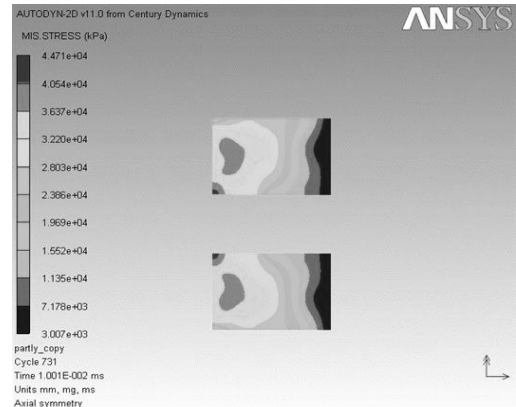 AUTODYN-2D v11.0 from Century Dynamics
ANSYS
MIS.STRESS (kPa)
4.471e+04
4.054e+04
3.637e+04
3.220e+04
2.803e+04
2.386e+04
1.969e+04
1.552e+04
1.135e+04
7.178e+03
3.007e+03
partly_copy
Cycle 731
Time 1.001E-002 ms
Units mm, mg, ms
Axial symmetry